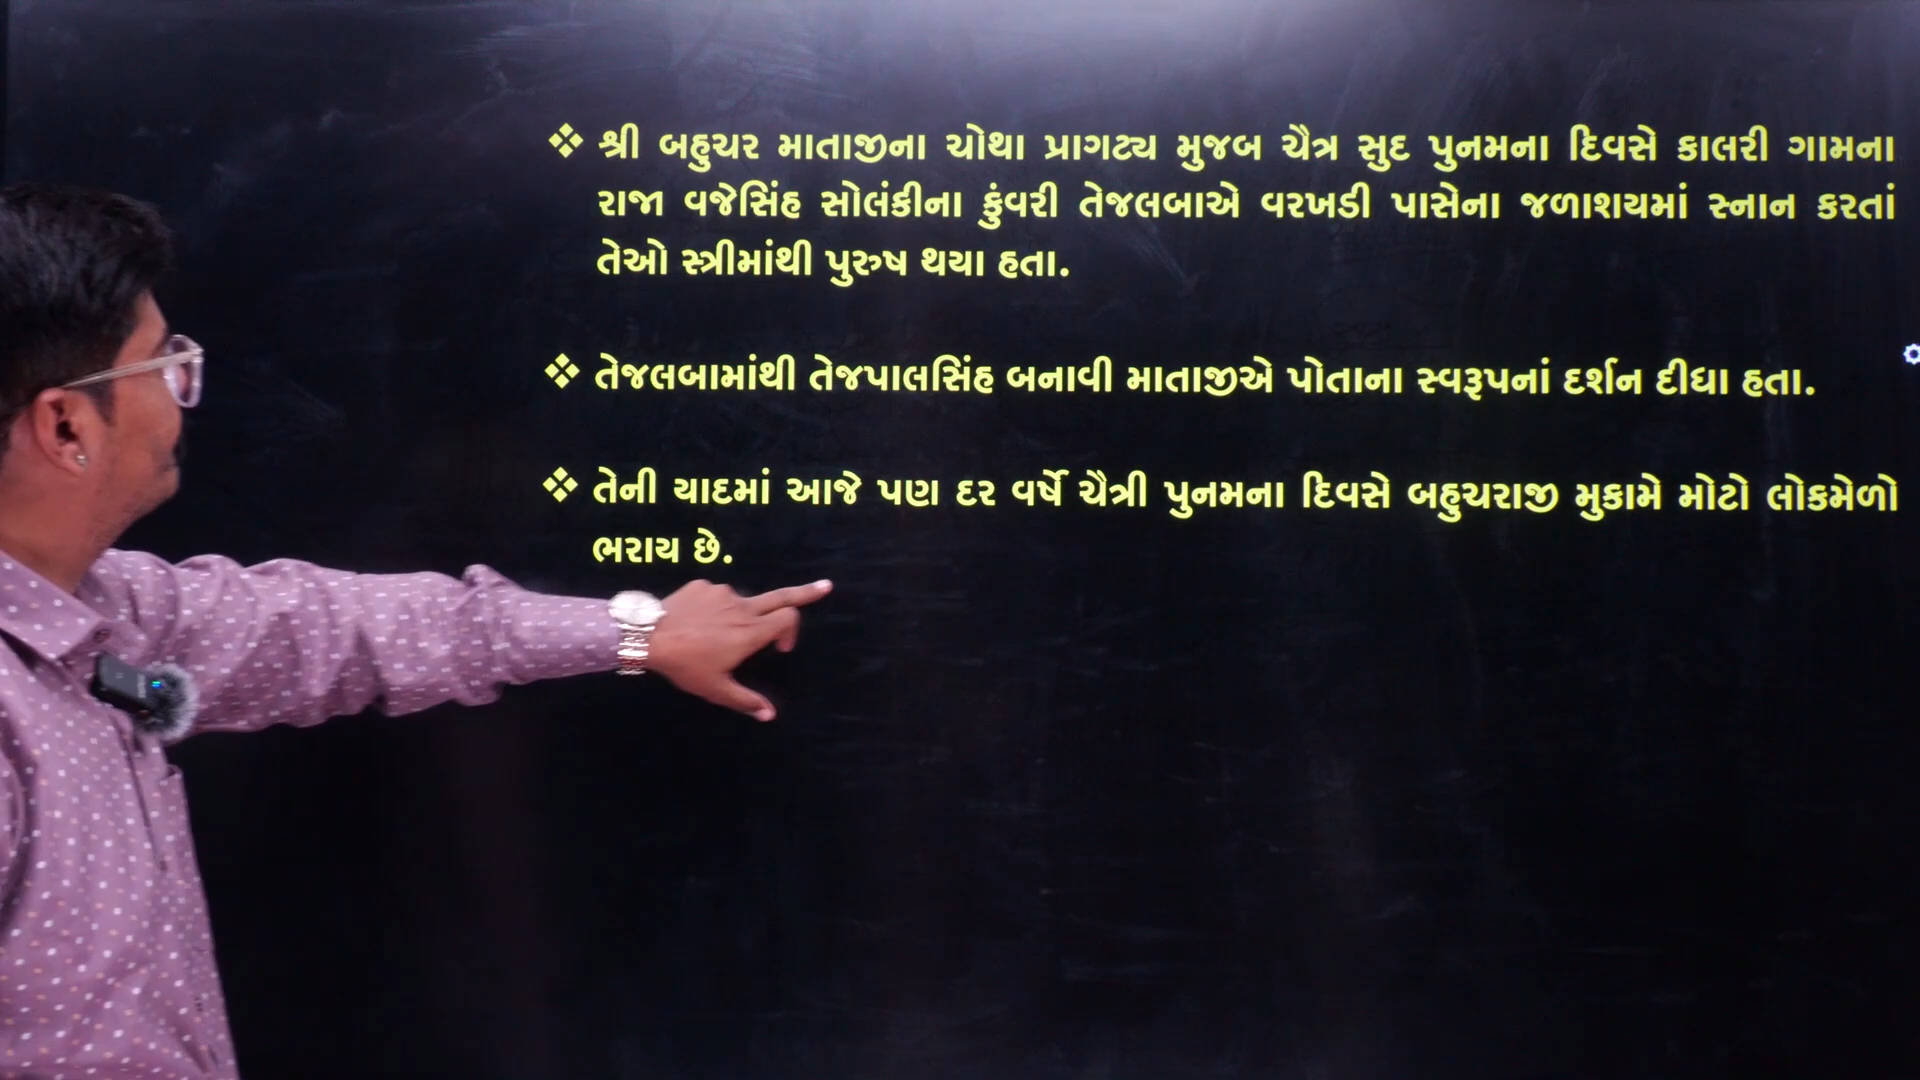 ❖ શ્રી બહુચર માતાજીના ચોથા પ્રાગટ્ય મુજબ ચૈત્ર સુદ પુનમના દિવસે કાલરી ગામના
રાજા વજેસિંહ સોલંકીના કુંવરી તેજલબાએ વરખડી પાસેના જળાશયમાં સ્નાન કરતાં
તેઓ સ્ત્રીમાંથી પુરુષ થયા હતા.
❖ તેજલબામાંથી તેજપાલસિંહ બનાવી માતાજીએ પોતાના સ્વરૂપનાં દર્શન દીધા હતા.
❖ તેની યાદમાં આજે પણ દર વર્ષે ચૈત્રી પુનમના દિવસે બહુચરાજી મુકામે મોટો લોકમેળો
ભરાય છે.